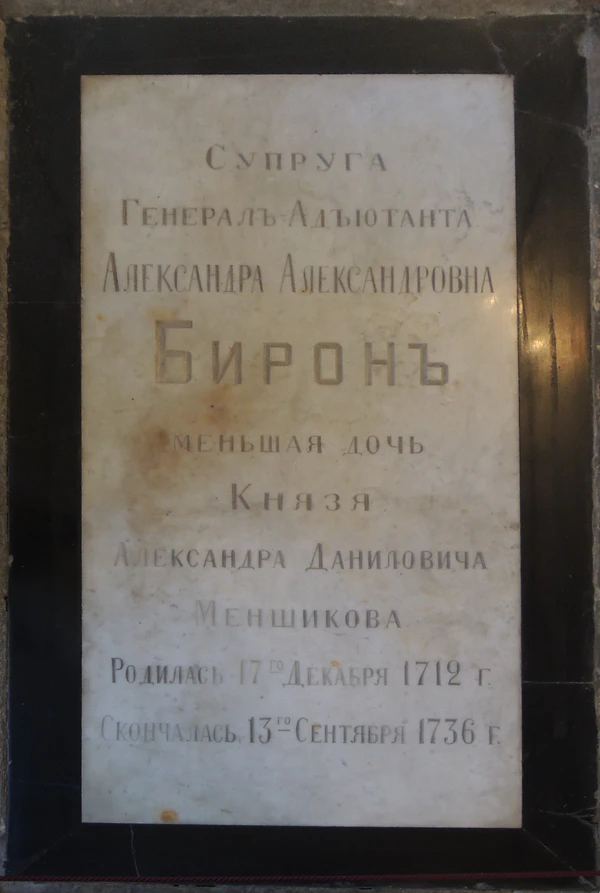 Супруга
Генералъ-Адъютанта
Александра Александровна
Биронъ
меньшая дочь
Князя
Александра Даниловича
Меншикова
Родилась 17го Декабря 1712 г.
Скончалась 13го Сентября 1736 г.